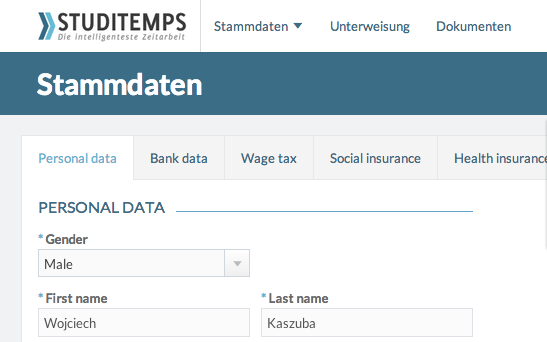 STUDITEMPS
Die intelligenteste Zeitarbeit
Stammdaten Unterweisung Dokumenten
Stammdaten
Personal data Bank data Wage tax Social insurance Health insurance
PERSONAL DATA
* Gender
Male
* First name * Last name
Wojciech Kaszuba